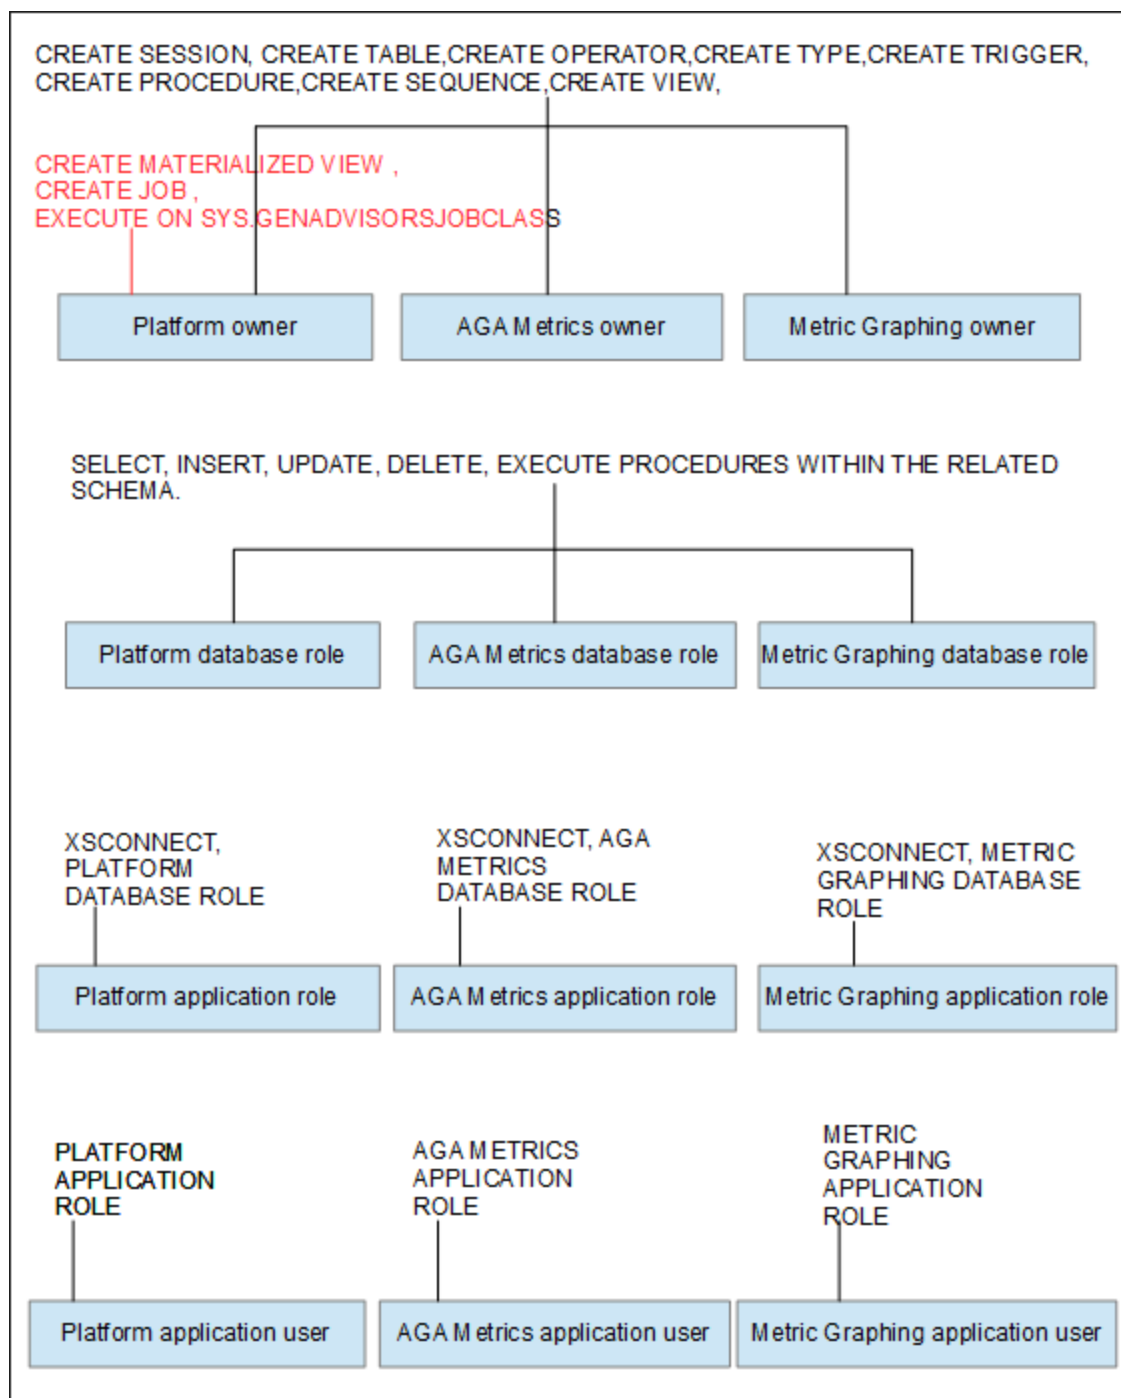 CREATE SESSION, CREATE TABLE,CREATE OPERATOR,CREATE TYPE,CREATE TRIGGER,
CREATE PROCEDURE,CREATE SEQUENCE,CREATE VIEW,
CREATE MATERIALIZED VIEW ,
CREATE JOB ,
EXECUTE ON SYS.GENADVISORSJOBCLASS
Platform owner
AGA Metrics owner
Metric Graphing owner
SELECT, INSERT, UPDATE, DELETE, EXECUTE PROCEDURES WITHIN THE RELATED
SCHEMA.
Platform database role
AGA Metrics database role
Metric Graphing database role
XSCONNECT,
PLATFORM
DATABASE ROLE
XSCONNECT, AGA
METRICS
DATABASE ROLE
XSCONNECT, METRIC
GRAPHING DATABASE
ROLE
Platform application role
AGA Metrics application role
Metric Graphing application role
PLATFORM
APPLICATION
ROLE
AGA METRICS
APPLICATION
ROLE
METRIC
GRAPHING
APPLICATION
ROLE
Platform application user
AGA Metrics application user
Metric Graphing application user